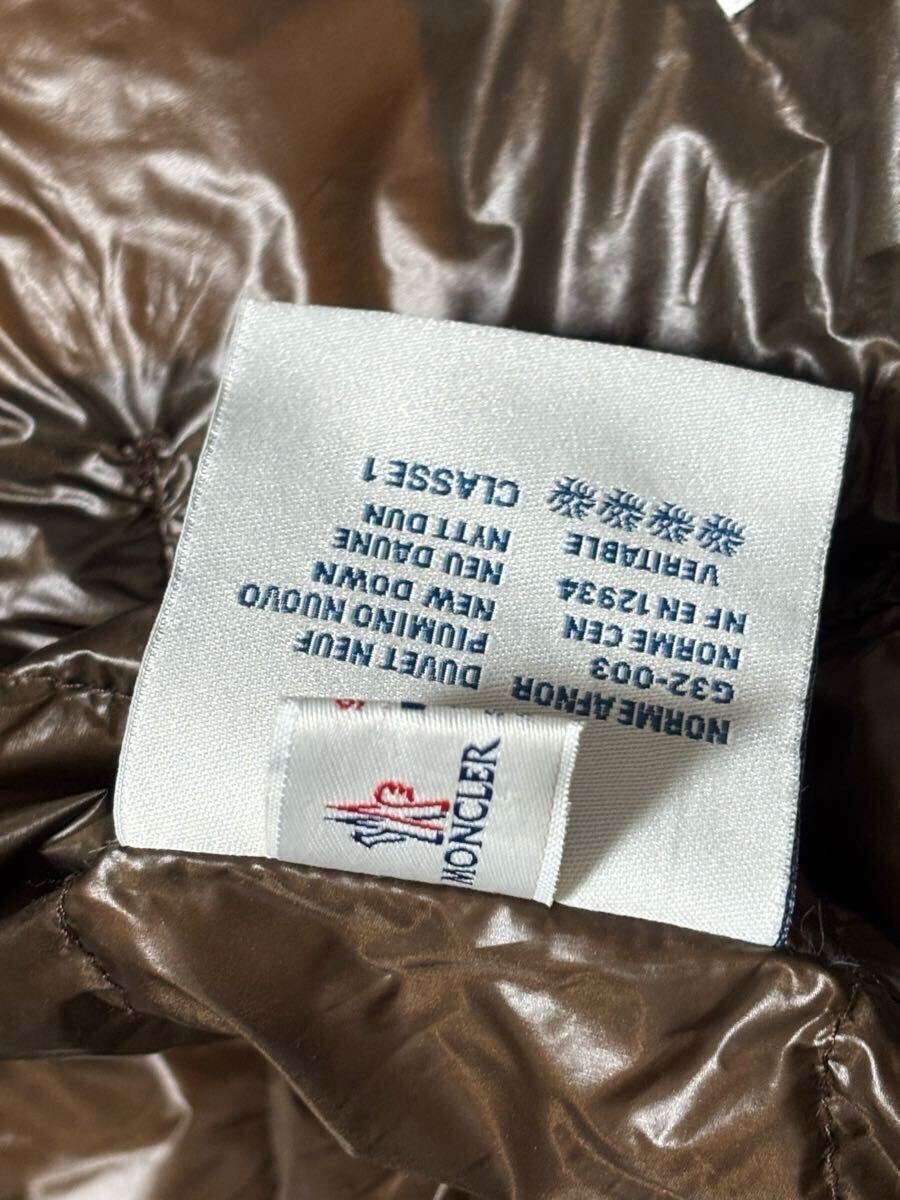 NORME AFNOR
G32-003
NORME CEN
NF EN 12934
VERITABLE
DUVET NEUF
PIUMINO NUOVO
NEW DOWN
NEU DAUNE
NYTT DUN
CLASSE 1
MONCLER